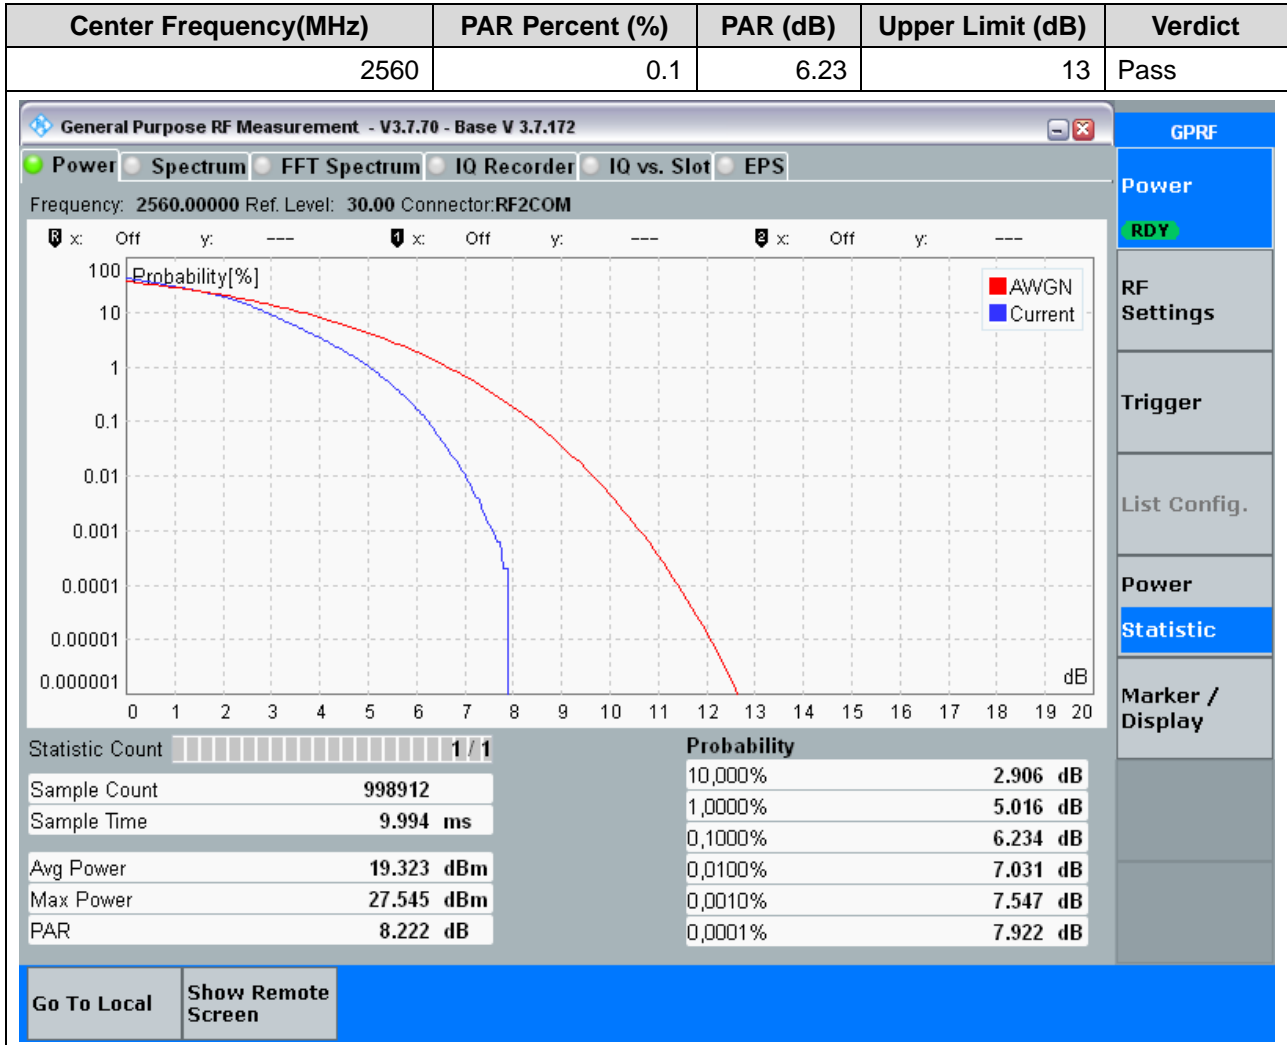 Center Frequency(MHz) PAR Percent (%) PAR (dB) Upper Limit (dB) Verdict
2560 0.1 6.23 13 Pass
General Purpose RF Measurement - V3.7.70 - Base V 3.7.172
GPRF
Power Spectrum FFT Spectrum IQ Recorder IQ vs. Slot EPS
Frequency: 2560.00000 Ref. Level: 30.00 Connector:RF2COM
R x: Off y: --- 1 x: Off y: --- 2 x: Off y: ---
Probability[%]
100
10
1
0.1
0.01
0.001
0.0001
0.00001
0.000001
AWGN
Current
dB
0 1 2 3 4 5 6 7 8 9 10 11 12 13 14 15 16 17 18 19 20
Statistic Count 1 / 1
Sample Count 998912
Sample Time 9.994 ms
Avg Power 19.323 dBm
Max Power 27.545 dBm
PAR 8.222 dB
Probability
10,000% 2.906 dB
1,0000% 5.016 dB
0,1000% 6.234 dB
0,0100% 7.031 dB
0,0010% 7.547 dB
0,0001% 7.922 dB
Power
RDY
RF
Settings
Trigger
List Config.
Power
Statistic
Marker /
Display
Go To Local
Show Remote
Screen